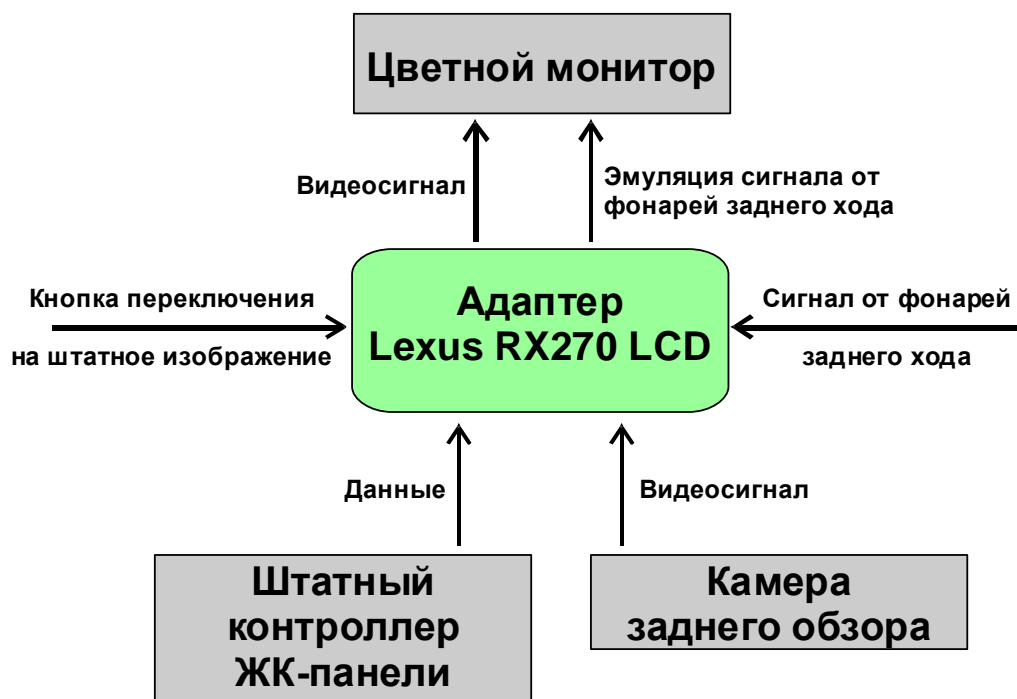 Цветной монитор
Видеосигнал
Эмуляция сигнала от
фонарей заднего хода
Кнопка переключения
на штатное изображение
Адаптер
Lexus RX270 LCD
Сигнал от фонарей
заднего хода
Данные
Видеосигнал
Штатный
контроллер
ЖК-панели
Камера
заднего обзора